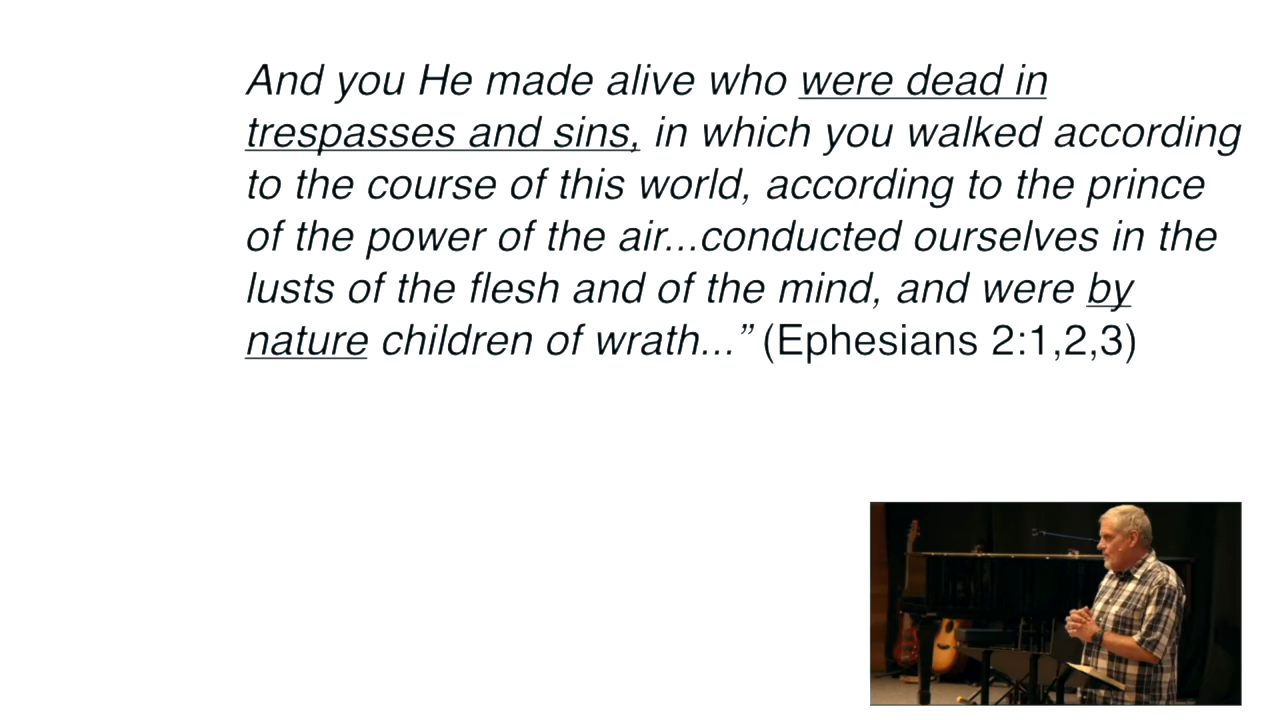 And you He made alive who were dead in
trespasses and sins, in which you walked according
to the course of this world, according to the prince
of the power of the air...conducted ourselves in the
lusts of the flesh and of the mind, and were by
nature children of wrath...” (Ephesians 2:1,2,3)